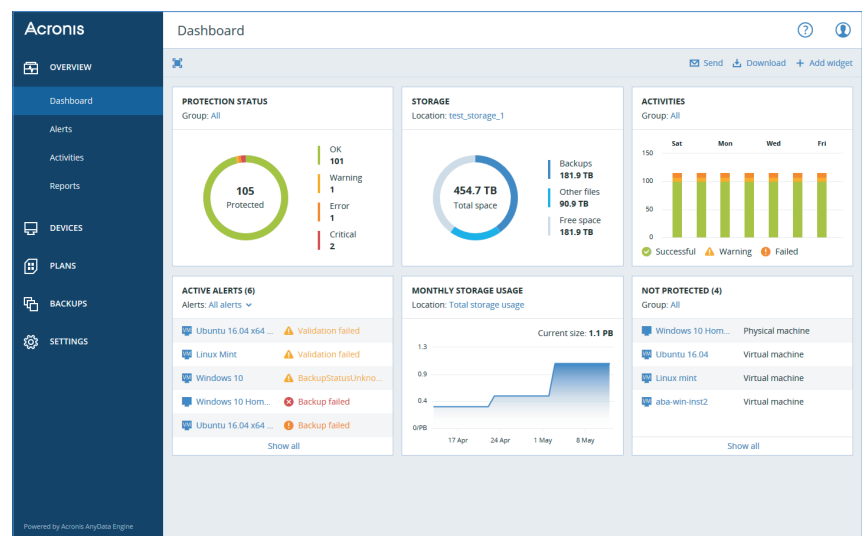 Acronis
Dashboard
OVERVIEW
Dashboard
Alerts
Activities
Reports
DEVICES
PLANS
BACKUPS
SETTINGS
Powered by Acronis AnyData Engine
Send
Download
Add widget
PROTECTION STATUS
Group: All
105
Protected
OK
101
Warning
1
Error
1
Critical
2
STORAGE
Location: test_storage_1
454.7 TB
Total space
Backups
181.9 TB
Other files
90.9 TB
Free space
181.9 TB
ACTIVITIES
Group: All
Sat Mon Wed Fri
150
100
50
0
Successful Warning Failed
ACTIVE ALERTS (6)
Alerts: All alerts
VM Ubuntu 16.04 x64 ... Validation failed
VM Linux Mint Validation failed
VM Windows 10 BackupStatusUnkno...
Windows 10 Hom... Backup failed
VM Ubuntu 16.04 x64 ... Backup failed
Show all
MONTHLY STORAGE USAGE
Location: Total storage usage
Current size: 1.1 PB
1.3
0.9
0.4
0/PB
17 Apr 24 Apr 1 May 8 May
NOT PROTECTED (4)
Group: All
Windows 10 Hom... Physical machine
VM Ubuntu 16.04 Virtual machine
VM Linux mint Virtual machine
VM aba-win-inst2 Virtual machine
Show all